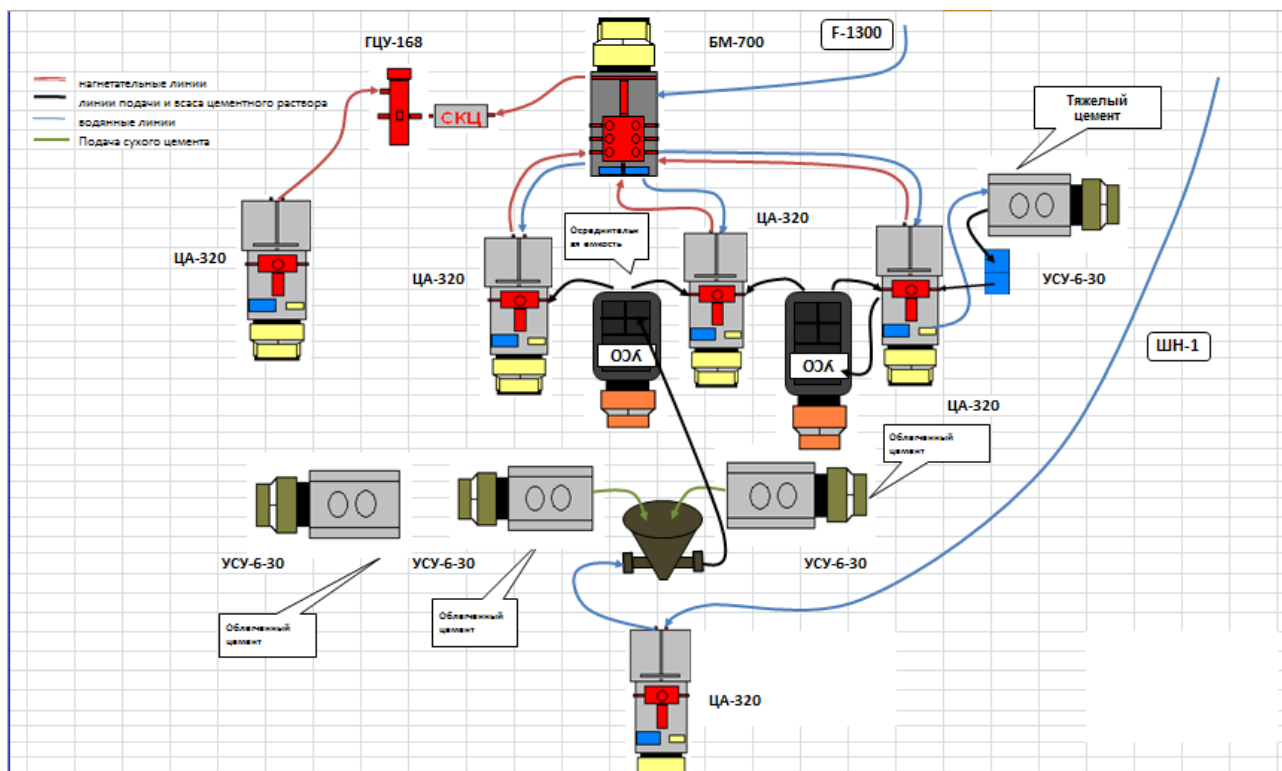 ГЦУ-168
БМ-700
F-1300
нагнетательные линии
линии подачи и всаса цементного раствора
водянные линии
Подача сухого цемента
СКЦ
Тяжелый
цемент
ЦА-320
Осреднительн
ая емкость
ЦА-320
ЦА-320
УСУ-6-30
ШН-1
УСО
УСО
ЦА-320
Облегченный
цемент
УСУ-6-30
УСУ-6-30
УСУ-6-30
Облегченный
цемент
Облегченный
цемент
ЦА-320